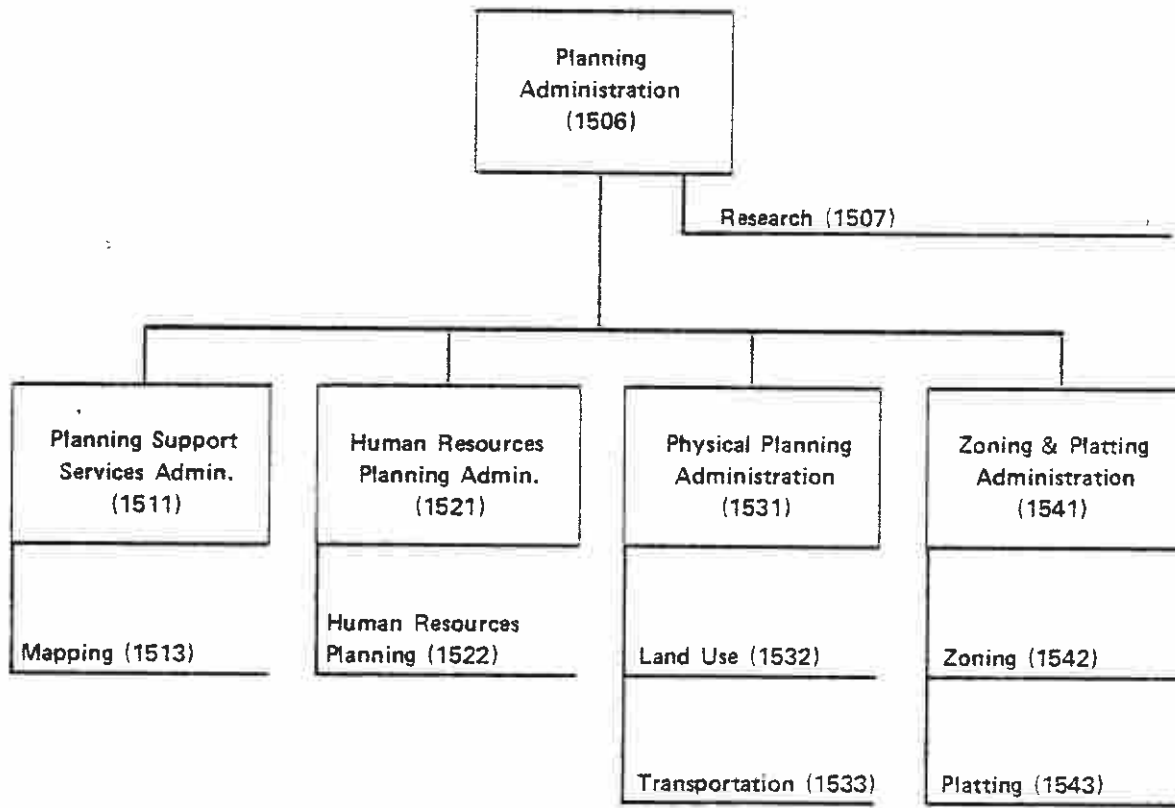 Planning
Administration
(1506)
Research (1507)
Planning Support
Services Admin.
(1511)
Human Resources
Planning Admin.
(1521)
Physical Planning
Administration
(1531)
Zoning & Platting
Administration
(1541)
Mapping (1513)
Human Resources
Planning (1522)
Land Use (1532)
Zoning (1542)
Transportation (1533)
Platting (1543)